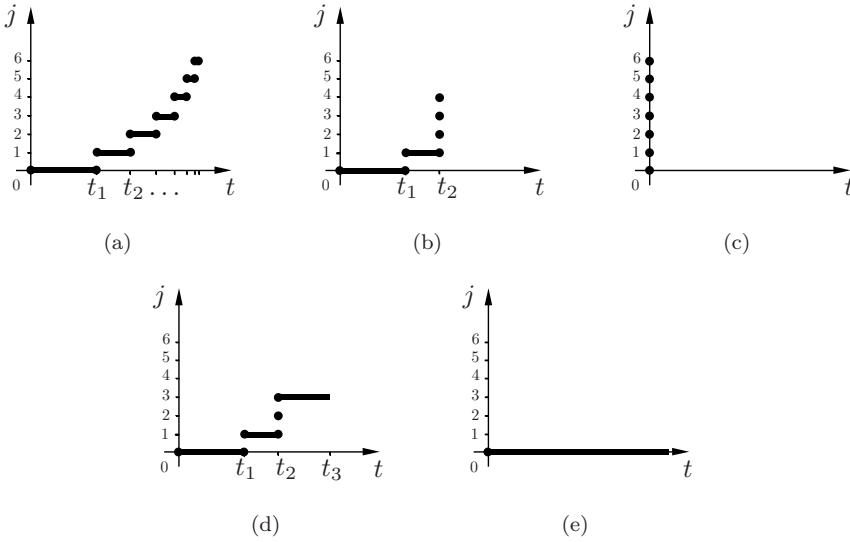 j j j
6 6 6
5 5 5
4 4 4
3 3 3
2 2 2
1 1 1
0 t₁ t₂ ... t 0 t₁ t₂ t 0 t
(a) (b) (c)
j j
6 6
5 5
4 4
3 3
2 2
1 1
0 t₁ t₂ t₃ t 0 t
(d) (e)